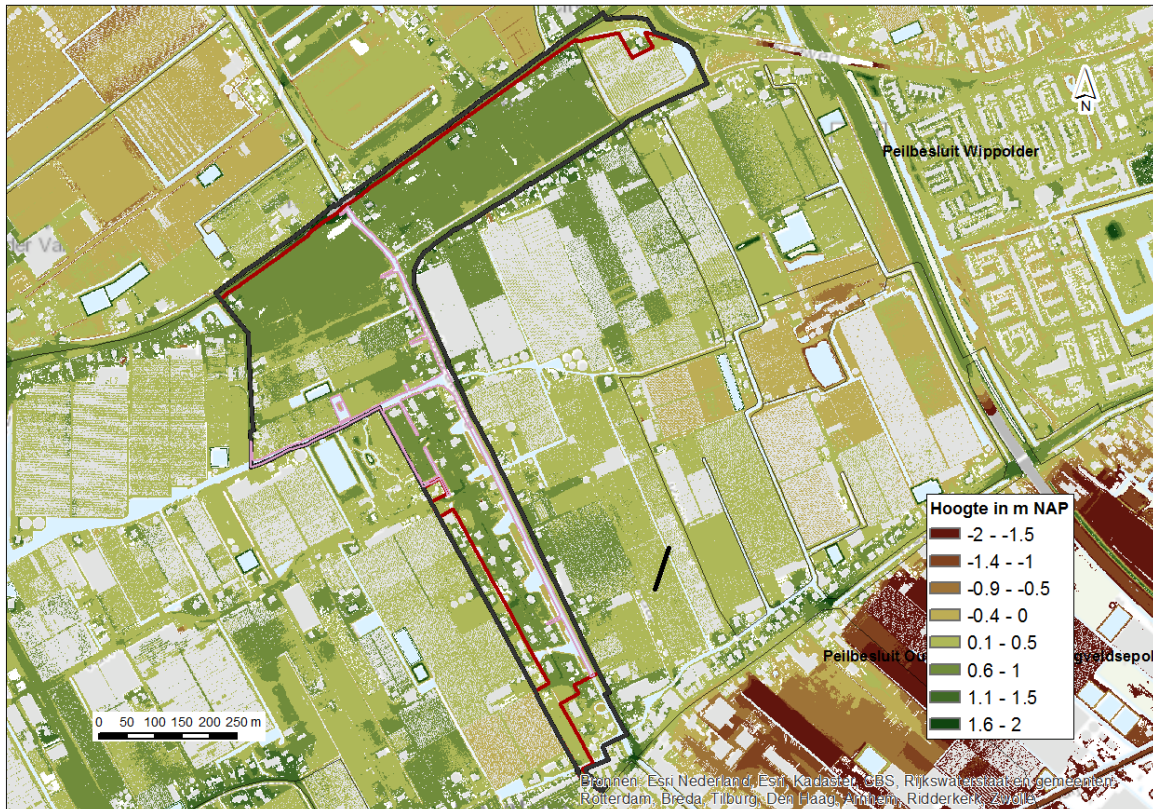 N
Peilbesluit Wippolder
der Va
Hoogte in m NAP
-2 - -1.5
-1.4 - -1
-0.9 - -0.5
-0.4 - 0
0.1 - 0.5
0.6 - 1
1.1 - 1.5
1.6 - 2
Peilbesluit
0 50 100 150 200 250 m
Bronnen: Esri Nederland, Esri, Kadaster, CBS, Rijkswaterstaat en gemeenten:
Rotterdam, Breda, Tilburg, Den Haag, Arnhem, Ridderkerk, Zwolle